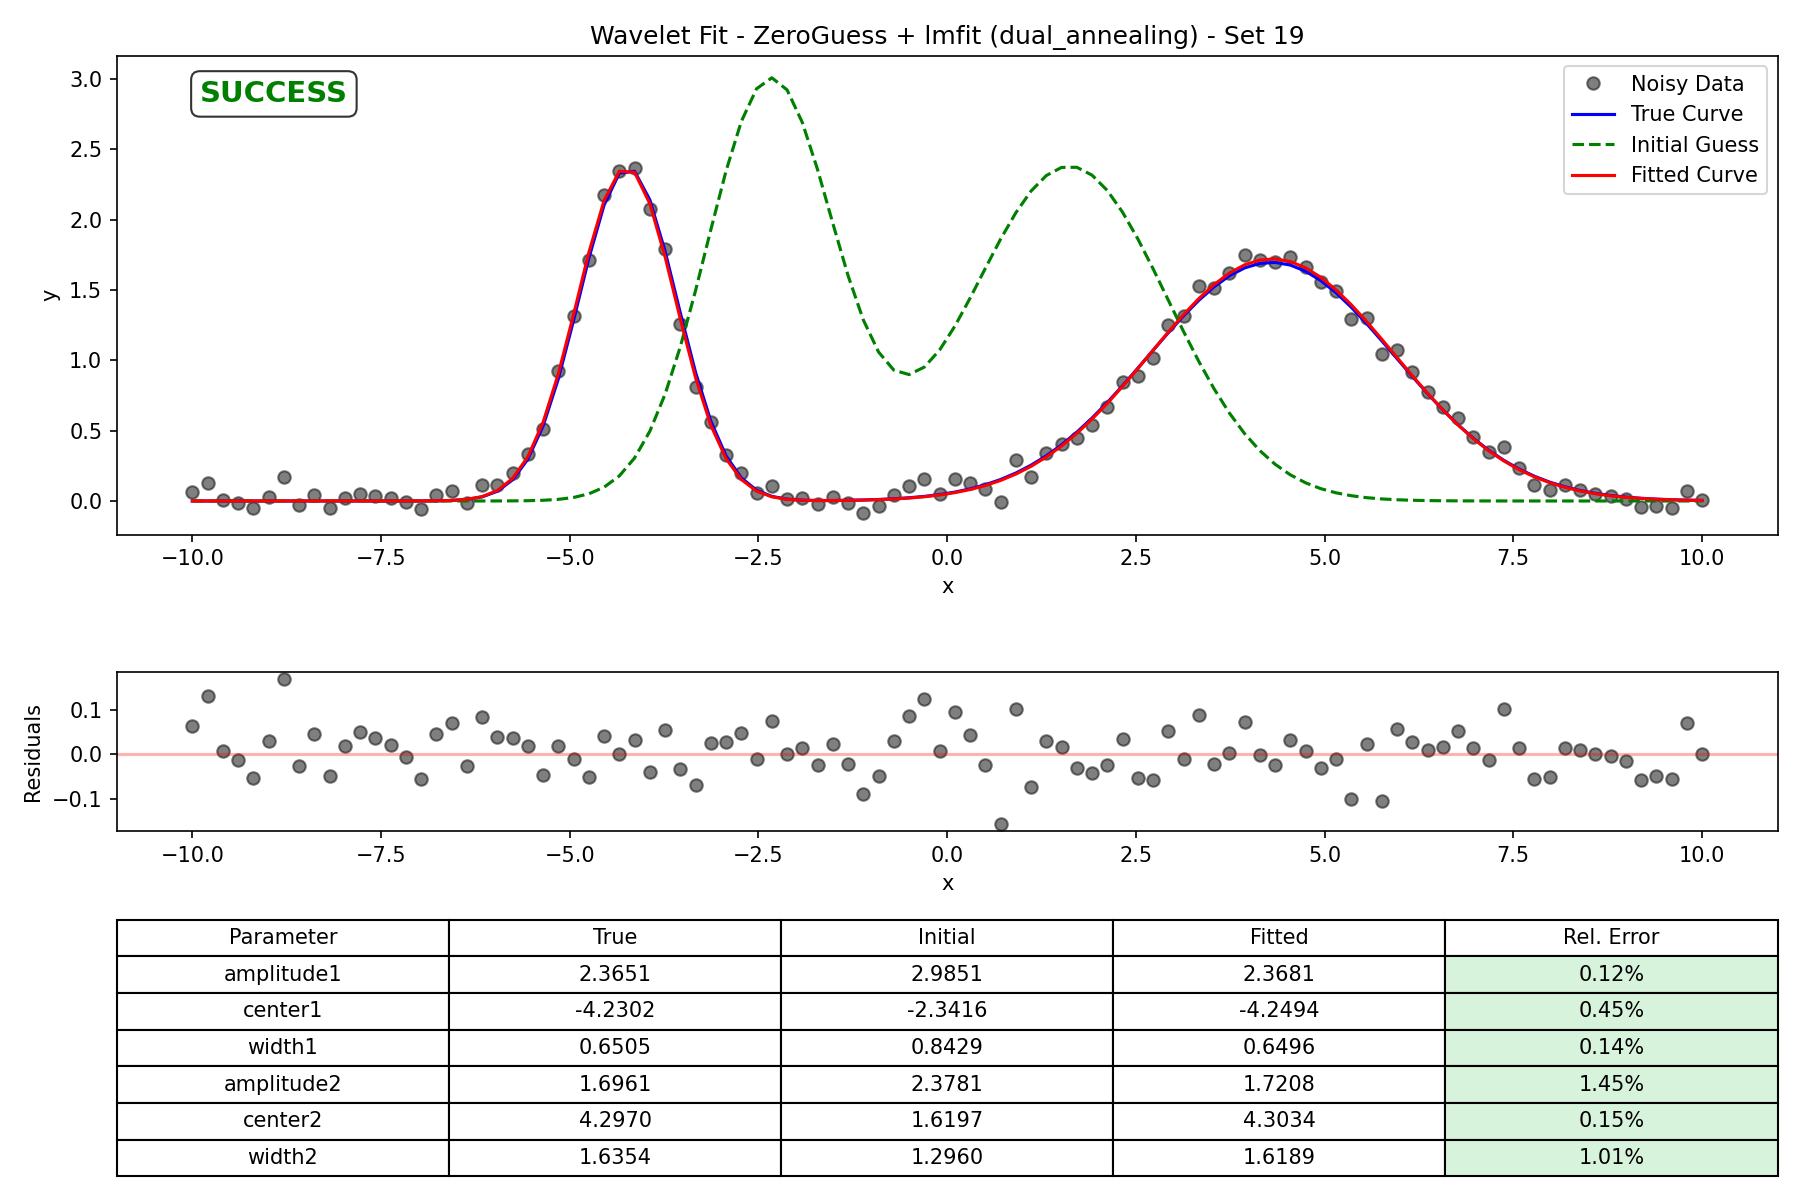 Wavelet Fit - ZeroGuess + lmfit (dual_annealing) - Set 19
SUCCESS
Noisy Data
True Curve
Initial Guess
Fitted Curve
y
3.0
2.5
2.0
1.5
1.0
0.5
0.0
−10.0 −7.5 −5.0 −2.5 0.0 2.5 5.0 7.5 10.0
x
Residuals
0.1
0.0
−0.1
−10.0 −7.5 −5.0 −2.5 0.0 2.5 5.0 7.5 10.0
x
Parameter True Initial Fitted Rel. Error
amplitude1 2.3651 2.9851 2.3681 0.12%
center1 -4.2302 -2.3416 -4.2494 0.45%
width1 0.6505 0.8429 0.6496 0.14%
amplitude2 1.6961 2.3781 1.7208 1.45%
center2 4.2970 1.6197 4.3034 0.15%
width2 1.6354 1.2960 1.6189 1.01%